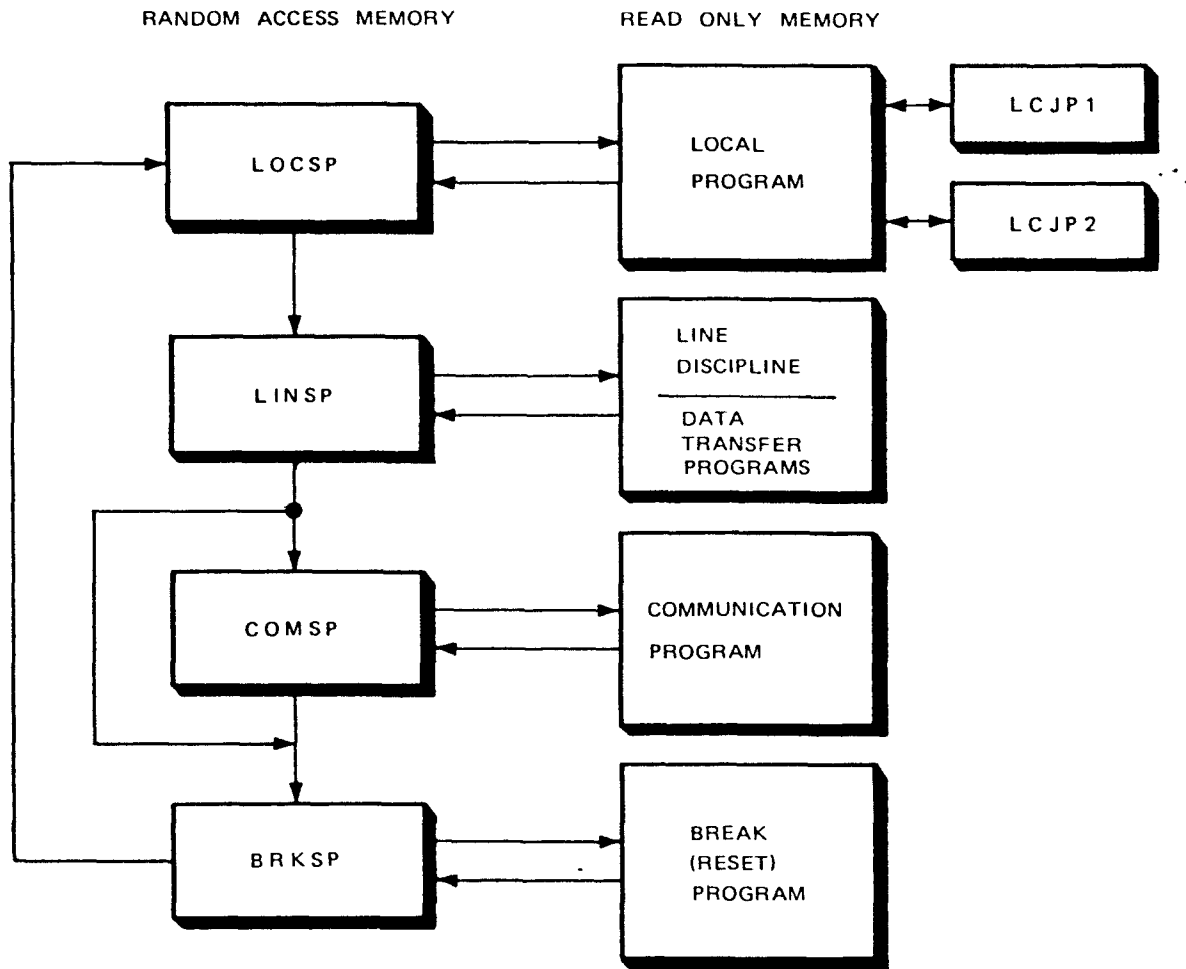 RANDOM ACCESS MEMORY
READ ONLY MEMORY
LOCSP
LOCAL
PROGRAM
LCJP1
LCJP2
LINSP
LINE
DISCIPLINE
DATA
TRANSFER
PROGRAMS
COMSP
COMMUNICATION
PROGRAM
BRKSP
BREAK
(RESET)
PROGRAM